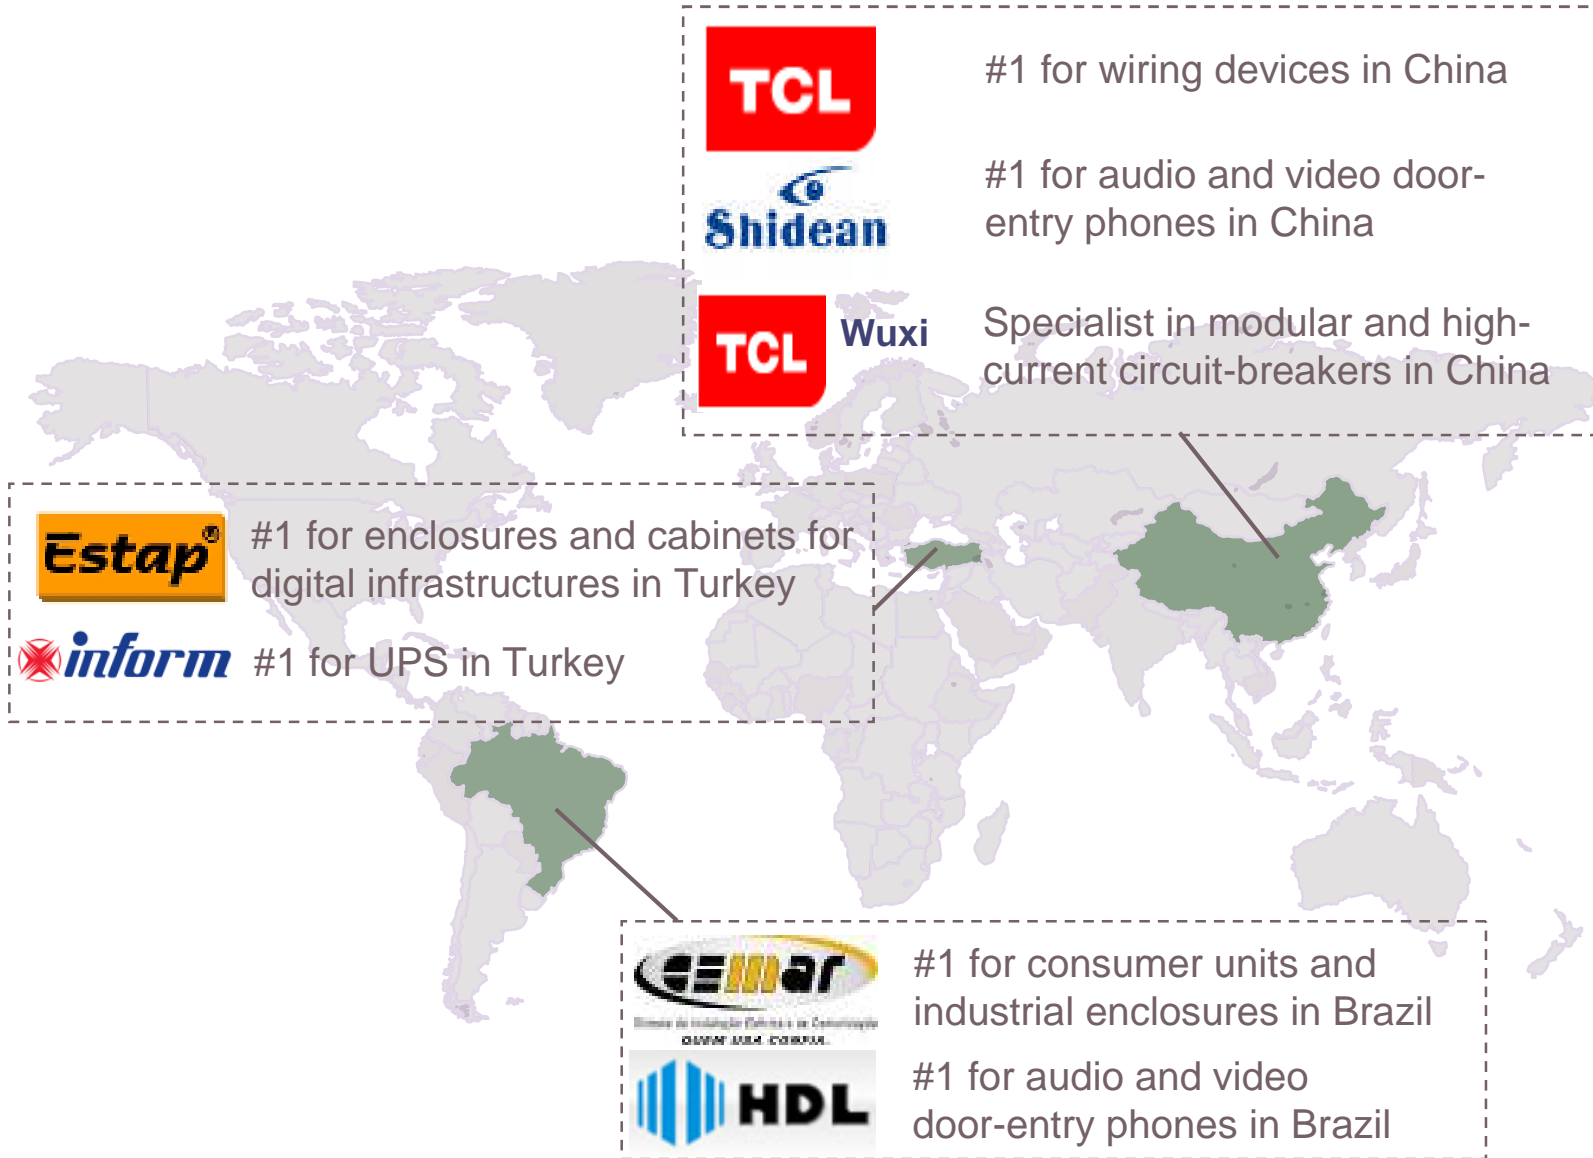 TCL
#1 for wiring devices in China
Shidean
#1 for audio and video door-
entry phones in China
TCL
Wuxi
Specialist in modular and high-
current circuit-breakers in China
Estap®
#1 for enclosures and cabinets for
digital infrastructures in Turkey
inform
#1 for UPS in Turkey
cemar
QUEM USA CONFIA.
#1 for consumer units and
industrial enclosures in Brazil
HDL
#1 for audio and video
door-entry phones in Brazil